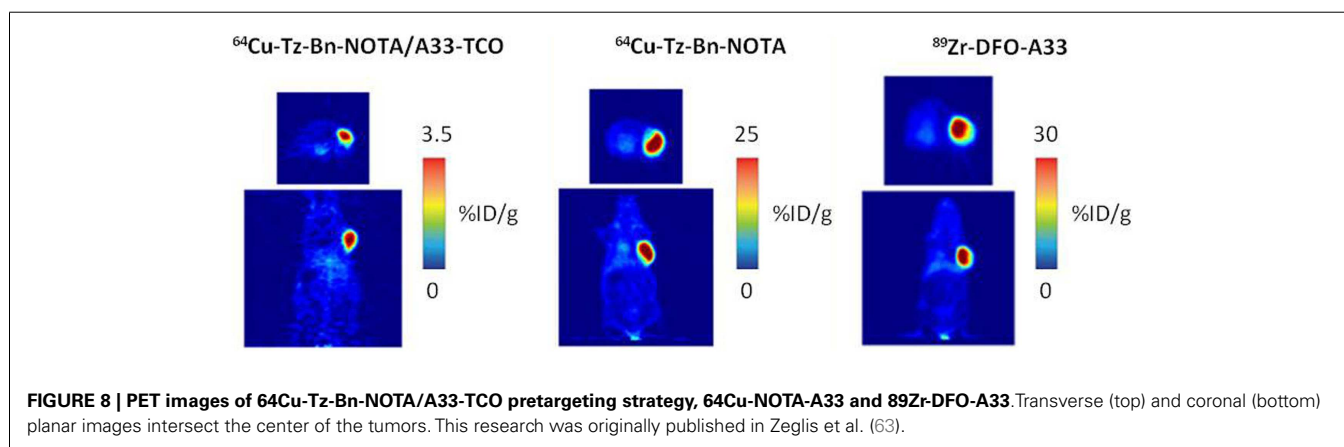 ⁶⁴Cu-Tz-Bn-NOTA/A33-TCO
⁶⁴Cu-Tz-Bn-NOTA
⁸⁹Zr-DFO-A33
3.5
%ID/g
0
25
%ID/g
0
30
%ID/g
0
FIGURE 8 | PET images of 64Cu-Tz-Bn-NOTA/A33-TCO pretargeting strategy, 64Cu-NOTA-A33 and 89Zr-DFO-A33.Transverse (top) and coronal (bottom)
planar images intersect the center of the tumors. This research was originally published in Zeglis et al. (63).